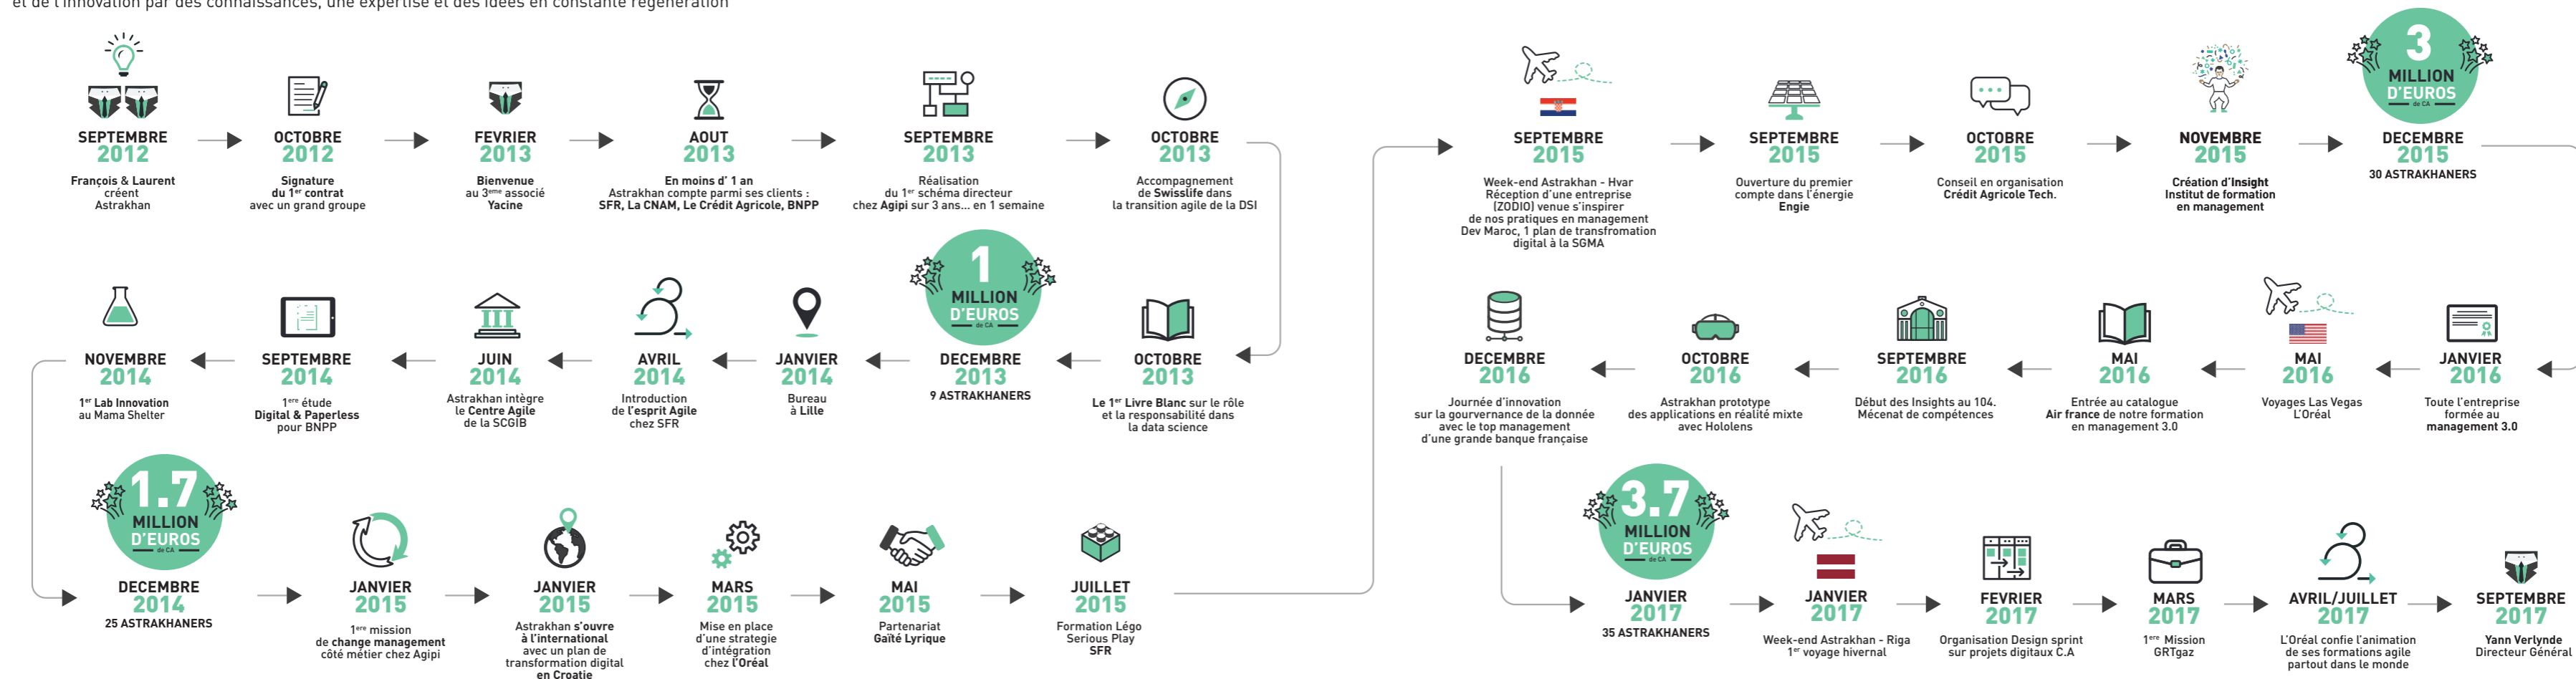 et de l'innovation par des connaissances, une expertise et des idées en constante régénération
SEPTEMBRE
2012
François & Laurent
créent
Astrakhan
OCTOBRE
2012
Signature
du 1er contrat
avec un grand groupe
FEVRIER
2013
Bienvenue
au 3eme associé
Yacine
AOUT
2013
En moins d' 1 an
Astrakhan compte parmi ses clients :
SFR, La CNAM, Le Crédit Agricole, BNPP
SEPTEMBRE
2013
Réalisation
du 1er schéma directeur
chez Agipi sur 3 ans... en 1 semaine
OCTOBRE
2013
Accompagnement
de Swisslife dans
la transition agile de la DSI
OCTOBRE
2013
Le 1er Livre Blanc sur le rôle
et la responsabilité dans
la data science
1
MILLION
D'EUROS
de CA
DECEMBRE
2013
9 ASTRAKHANERS
JANVIER
2014
Bureau
à Lille
AVRIL
2014
Introduction
de l'esprit Agile
chez SFR
JUIN
2014
Astrakhan intègre
le Centre Agile
de la SCGIB
SEPTEMBRE
2014
1ere étude
Digital & Paperless
pour BNPP
NOVEMBRE
2014
1er Lab Innovation
au Mama Shelter
1.7
MILLION
D'EUROS
de CA
DECEMBRE
2014
25 ASTRAKHANERS
JANVIER
2015
1ere mission
de change management
côté métier chez Agipi
JANVIER
2015
Astrakhan s'ouvre
à l'international
avec un plan de
transformation digital
en Croatie
MARS
2015
Mise en place
d'une strategie
d'intégration
chez l'Oréal
MAI
2015
Partenariat
Gaîté Lyrique
JUILLET
2015
Formation Légo
Serious Play
SFR
SEPTEMBRE
2015
Week-end Astrakhan - Hvar
Réception d'une entreprise
(ZODIO) venue s'inspirer
de nos pratiques en management
Dev Maroc, 1 plan de transfromation
digital à la SGMA
SEPTEMBRE
2015
Ouverture du premier
compte dans l'énergie
Engie
OCTOBRE
2015
Conseil en organisation
Crédit Agricole Tech.
NOVEMBRE
2015
Création d'Insight
Institut de formation
en management
3
MILLION
D'EUROS
de CA
DECEMBRE
2015
30 ASTRAKHANERS
JANVIER
2016
Toute l'entreprise
formée au
management 3.0
MAI
2016
Voyages Las Vegas
L'Oréal
MAI
2016
Entrée au catalogue
Air france de notre formation
en management 3.0
SEPTEMBRE
2016
Début des Insights au 104.
Mécenat de compétences
OCTOBRE
2016
Astrakhan prototype
des applications en réalité mixte
avec Hololens
DECEMBRE
2016
Journée d'innovation
sur la gourvernance de la donnée
avec le top management
d'une grande banque française
3.7
MILLION
D'EUROS
de CA
JANVIER
2017
35 ASTRAKHANERS
JANVIER
2017
Week-end Astrakhan - Riga
1er voyage hivernal
FEVRIER
2017
Organisation Design sprint
sur projets digitaux C.A
MARS
2017
1ere Mission
GRTgaz
AVRIL/JUILLET
2017
L'Oréal confie l'animation
de ses formations agile
partout dans le monde
SEPTEMBRE
2017
Yann Verlynde
Directeur Général